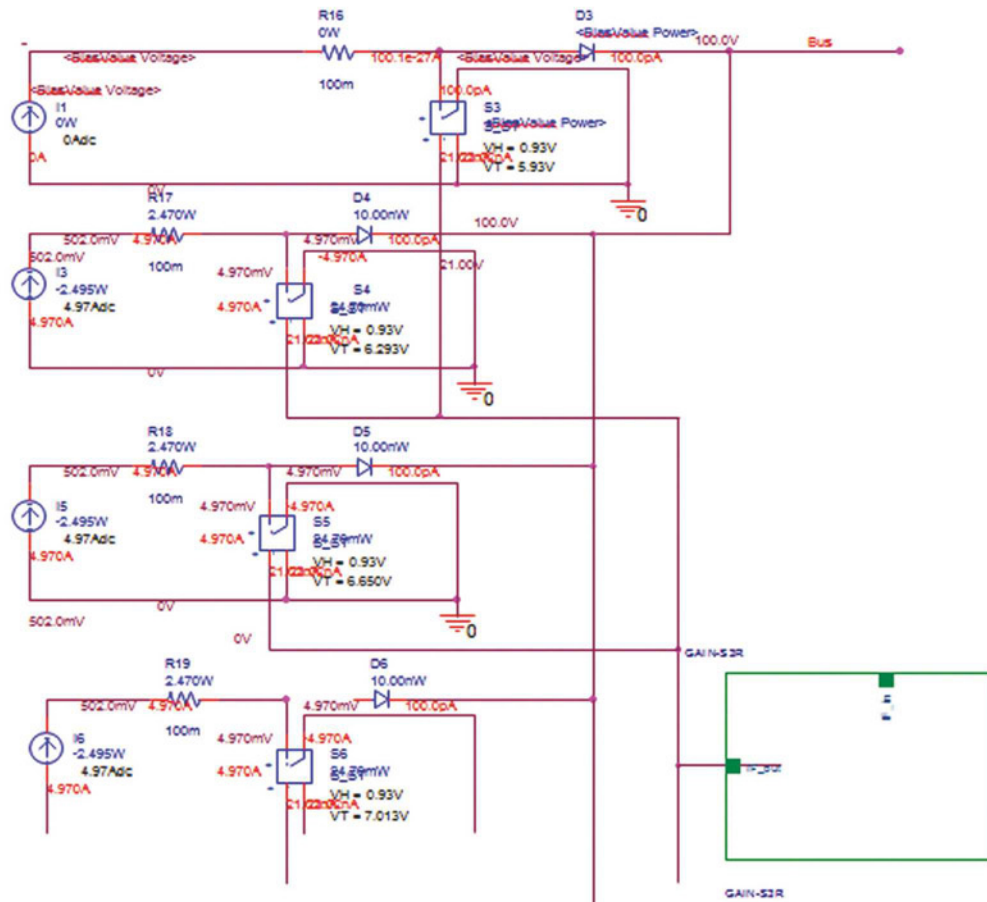 R16
0W
D3
<BiasValue Power>
100.0V
Bus
<BiasValue Voltage>
100.1e-27A
<BiasValue Voltage>
100.0pA
100m
<BiasValue Voltage>
100.0pA
I1
0W
0Adc
S3
<BiasValue Power>
VH = 0.93V
VT = 5.93V
0A
0V
0
R17
2.470W
D4
10.00nW
100.0V
502.0mV
4.970A
4.970mV
100.0pA
502.0mV
100m
-4.970A
21.00V
I3
-2.495W
4.97Adc
4.970mV
S4
4.970A
VH = 0.93V
VT = 6.293V
4.970A
0V
0
R18
2.470W
D5
10.00nW
502.0mV
4.970A
4.970mV
100.0pA
100m
I5
-2.495W
4.97Adc
4.970mV
-4.970A
S5
4.970A
24.70mW
VH = 0.93V
VT = 6.650V
4.970A
0V
0
502.0mV
0V
GAIN-S3R
R19
2.470W
D6
10.00nW
502.0mV
4.970A
4.970mV
100.0pA
100m
I6
-2.495W
4.97Adc
4.970mV
-4.970A
S6
4.970A
24.70mW
VH = 0.93V
VT = 7.013V
4.970A
GAIN-S3R